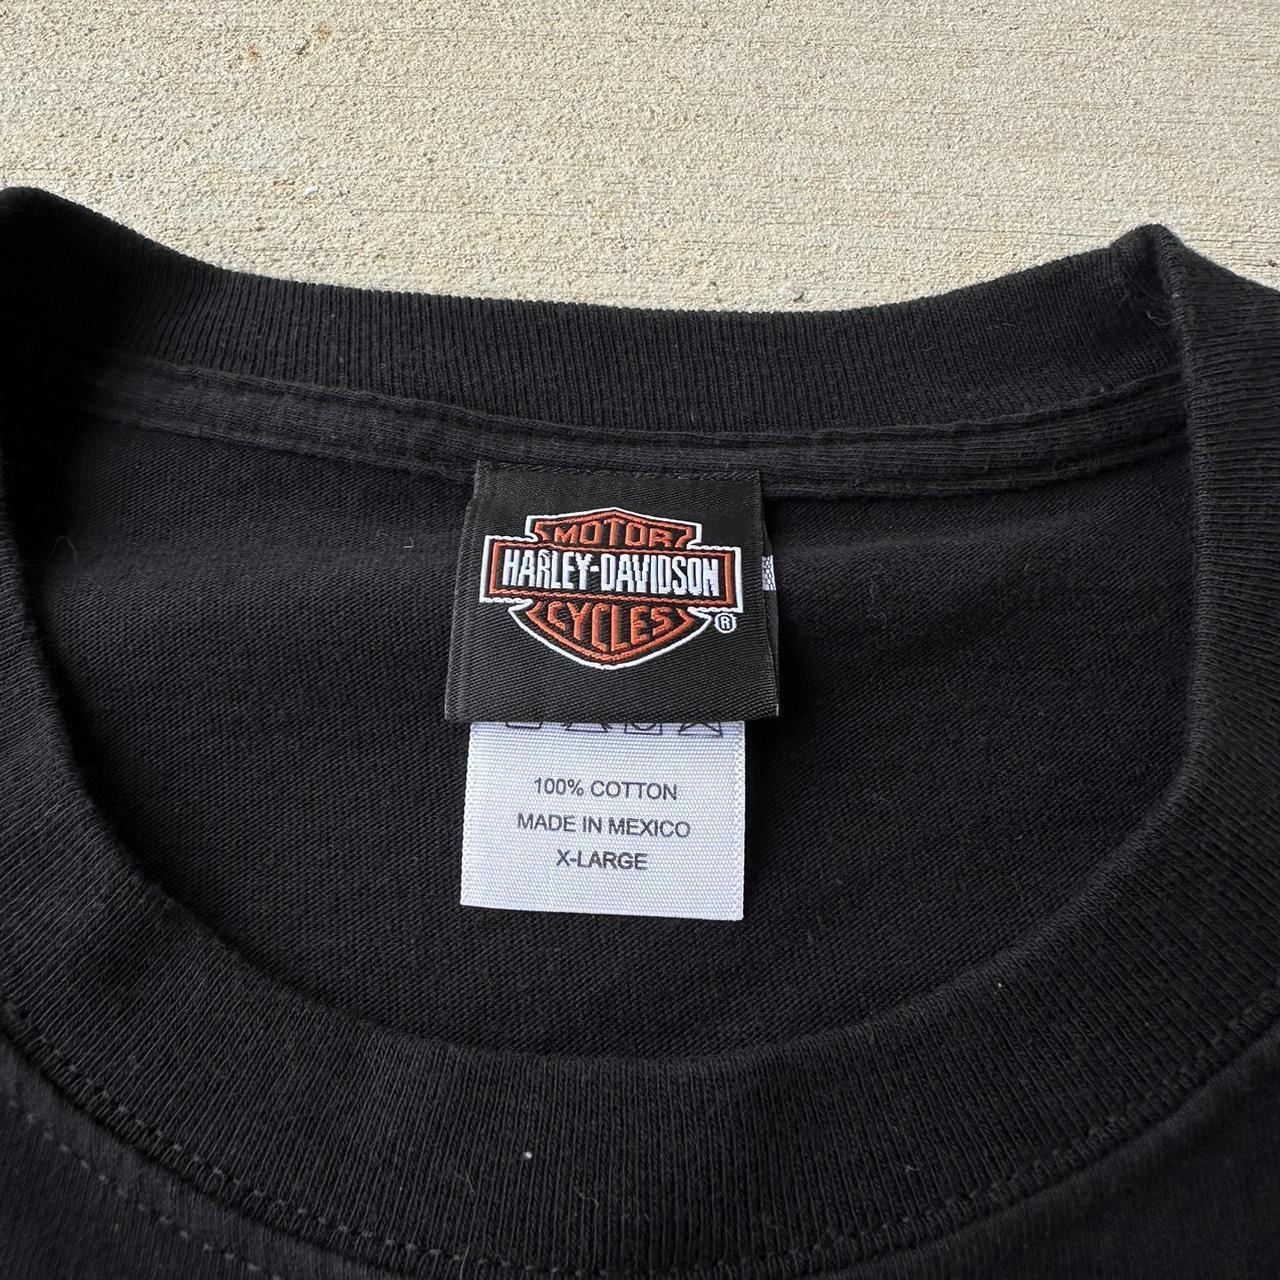 MOTOR
HARLEY-DAVIDSON
CYCLES
®
100% COTTON
MADE IN MEXICO
X-LARGE